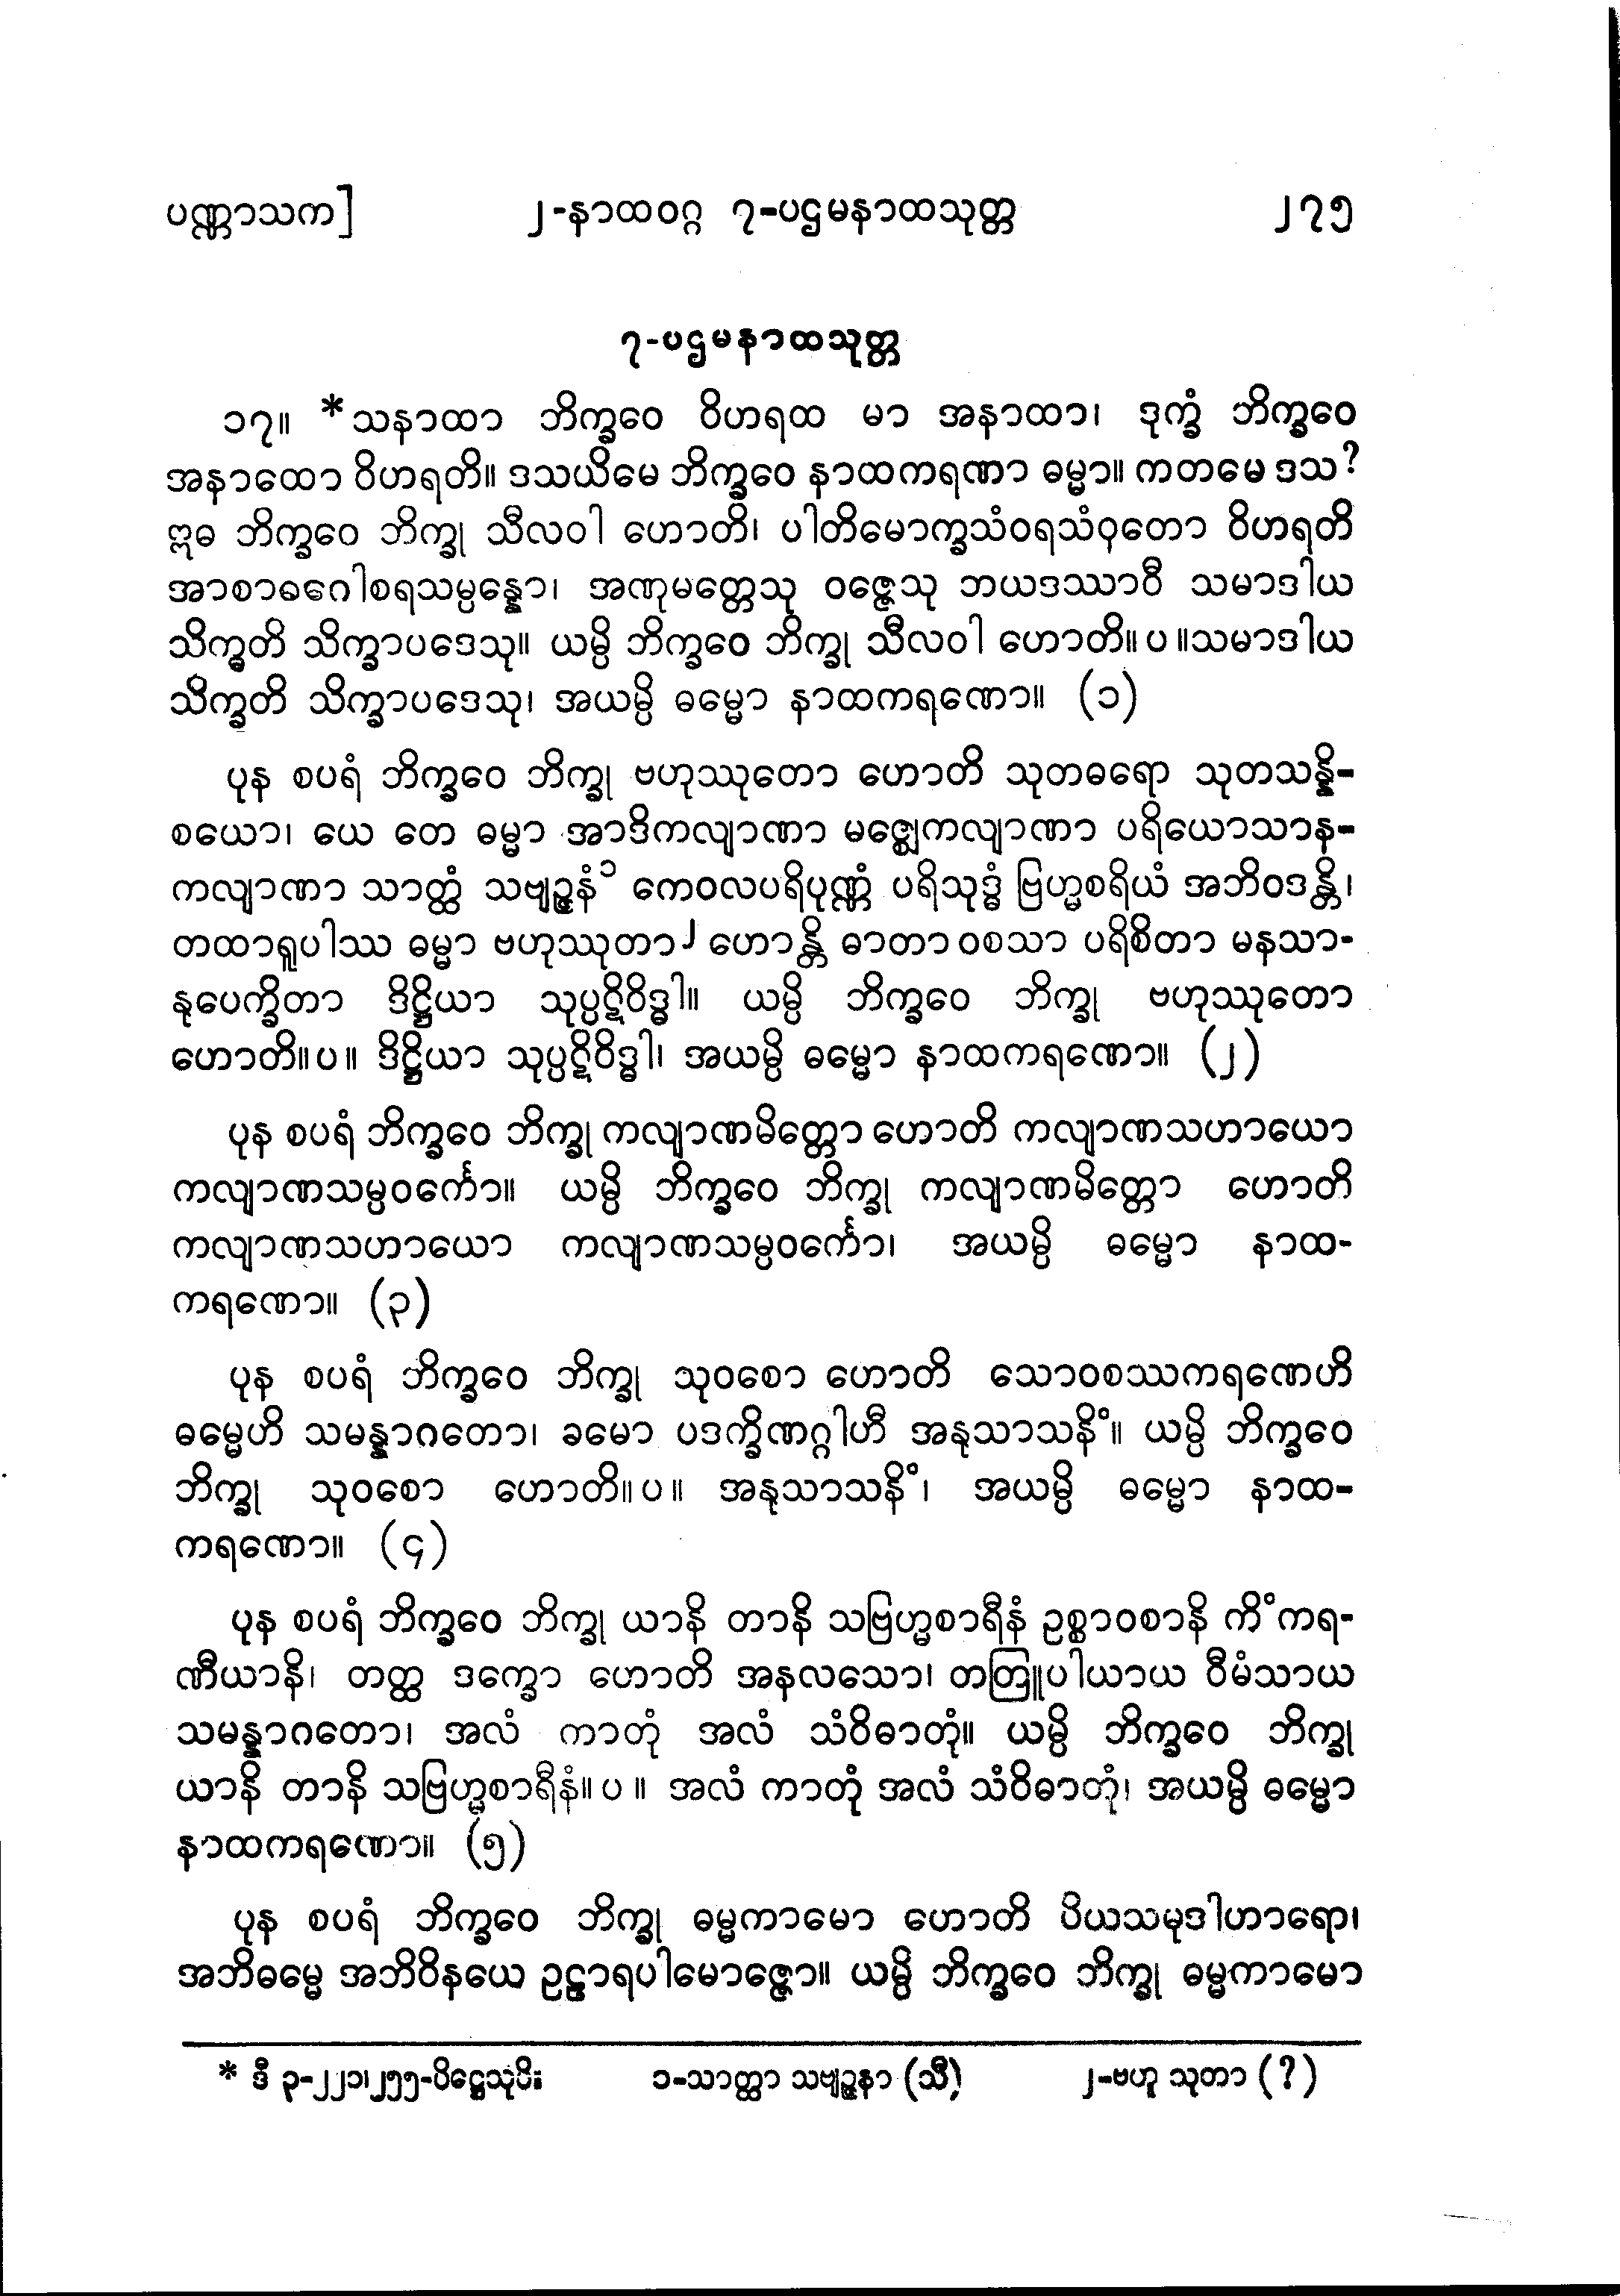 ပဏ္ဏာသက] ၂-နာထဝဂ္ဂ ၇-ပဌမနာထသုတ္တ ၂၇၅
၇-ပဌမနာထသုတ္တ
၁၇။ *သနာထာ ဘိက္ခဝေ ဝိဟရထ မာ အနာထာ၊ ဒုက္ခံ ဘိက္ခဝေ
အနာထော ဝိဟရတိ။ ဒသယိမေ ဘိက္ခဝေ နာထကရဏာ ဓမ္မာ။ ကတမေ ဒသ?
ဣဓ ဘိက္ခဝေ ဘိက္ခု သီလဝါ ဟောတိ၊ ပါတိမောက္ခသံဝရသံဝုတော ဝိဟရတိ
အာစာရဂေါစရသမ္ပန္နော၊ အဏုမတ္တေသု ဝဇ္ဇေသု ဘယဒဿာဝီ သမာဒါယ
သိက္ခတိ သိက္ခာပဒေသု။ ယမ္ပိ ဘိက္ခဝေ ဘိက္ခု သီလဝါ ဟောတိ။ပ။သမာဒါယ
သိက္ခတိ သိက္ခာပဒေသု၊ အယမ္ပိ ဓမ္မော နာထကရဏော။ (၁)
ပုန စပရံ ဘိက္ခဝေ ဘိက္ခု ဗဟုဿုတော ဟောတိ သုတဓရော သုတသန္နိ-
စယော၊ ယေ တေ ဓမ္မာ အာဒိကလျာဏာ မဇ္ဈေကလျာဏာ ပရိယောသာန-
ကလျာဏာ သာတ္ထံ သဗျဉ္ဇနံ၁ ကေဝလပရိပုဏ္ဏံ ပရိသုဒ္ဓံ ဗြဟ္မစရိယံ အဘိဝဒန္တိ၊
တထာရူပါဿ ဓမ္မာ ဗဟုဿုတာ၂ ဟောန္တိ ဓာတာ ဝစသာ ပရိစိတာ မနသာ-
နုပေက္ခိတာ ဒိဋ္ဌိယာ သုပ္ပဋိဝိဒ္ဓါ။ ယမ္ပိ ဘိက္ခဝေ ဘိက္ခု ဗဟုဿုတော
ဟောတိ။ပ။ ဒိဋ္ဌိယာ သုပ္ပဋိဝိဒ္ဓါ၊ အယမ္ပိ ဓမ္မော နာထကရဏော။ (၂)
ပုန စပရံ ဘိက္ခဝေ ဘိက္ခု ကလျာဏမိတ္တော ဟောတိ ကလျာဏသဟာယော
ကလျာဏသမ္ပဝင်္ကော။ ယမ္ပိ ဘိက္ခဝေ ဘိက္ခု ကလျာဏမိတ္တော ဟောတိ
ကလျာဏသဟာယော ကလျာဏသမ္ပဝင်္ကော၊ အယမ္ပိ ဓမ္မော နာထ-
ကရဏော။ (၃)
ပုန စပရံ ဘိက္ခဝေ ဘိက္ခု သုဝစော ဟောတိ သောဝစဿကရဏေဟိ
ဓမ္မေဟိ သမန္နာဂတော၊ ခမော ပဒက္ခိဏဂ္ဂါဟီ အနုသာသနိံ။ ယမ္ပိ ဘိက္ခဝေ
ဘိက္ခု သုဝစော ဟောတိ။ပ။ အနုသာသနိံ၊ အယမ္ပိ ဓမ္မော နာထ-
ကရဏော။ (၄)
ပုန စပရံ ဘိက္ခဝေ ဘိက္ခု ယာနိ တာနိ သဗြဟ္မစာရီနံ ဥစ္စာဝစာနိ ကိံကရ-
ဏီယာနိ၊ တတ္ထ ဒက္ခော ဟောတိ အနလသော၊ တတြူပါယာယ ဝီမံသာယ
သမန္နာဂတော၊ အလံ ကာတုံ အလံ သံဝိဓာတုံ။ ယမ္ပိ ဘိက္ခဝေ ဘိက္ခု
ယာနိ တာနိ သဗြဟ္မစာရီနံ။ပ။ အလံ ကာတုံ အလံ သံဝိဓာတုံ၊ အယမ္ပိ ဓမ္မော
နာထကရဏော။ (၅)
ပုန စပရံ ဘိက္ခဝေ ဘိက္ခု ဓမ္မကာမော ဟောတိ ပိယသမုဒါဟာရော၊
အဘိဓမ္မေ အဘိဝိနယေ ဥဠာရပါမောဇ္ဇော။ ယမ္ပိ ဘိက္ခဝေ ဘိက္ခု ဓမ္မကာမော
* ဒီ ၃-၂၂၁၊၂၅၅-ပိဋ္ဌေသုပိ။ ၁-သာတ္ထာ သဗျဉ္ဇနာ (သီ) ၂-ဗဟူ သုတာ (?)